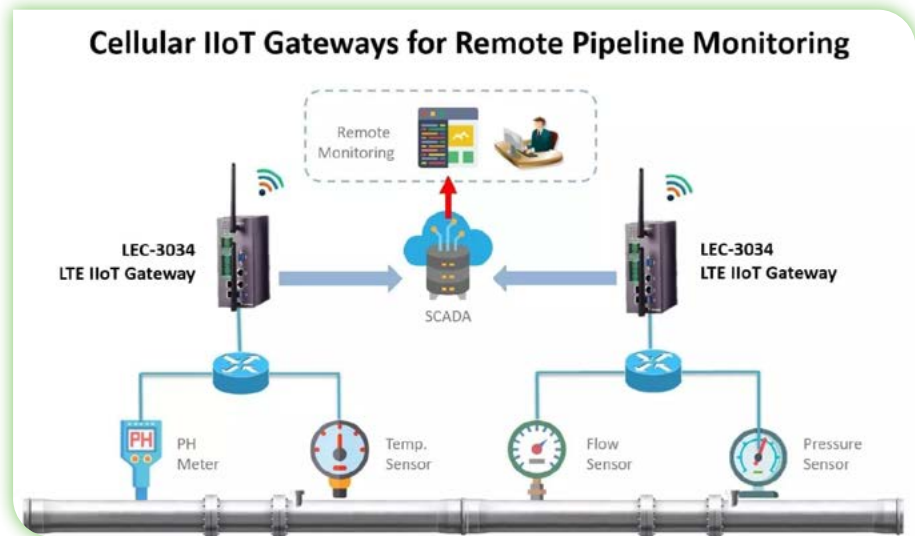 Cellular IIoT Gateways for Remote Pipeline Monitoring
Remote
Monitoring
LEC-3034
LTE IIoT Gateway
SCADA
LEC-3034
LTE IIoT Gateway
PH
PH
Meter
Temp.
Sensor
Flow
Sensor
Pressure
Sensor